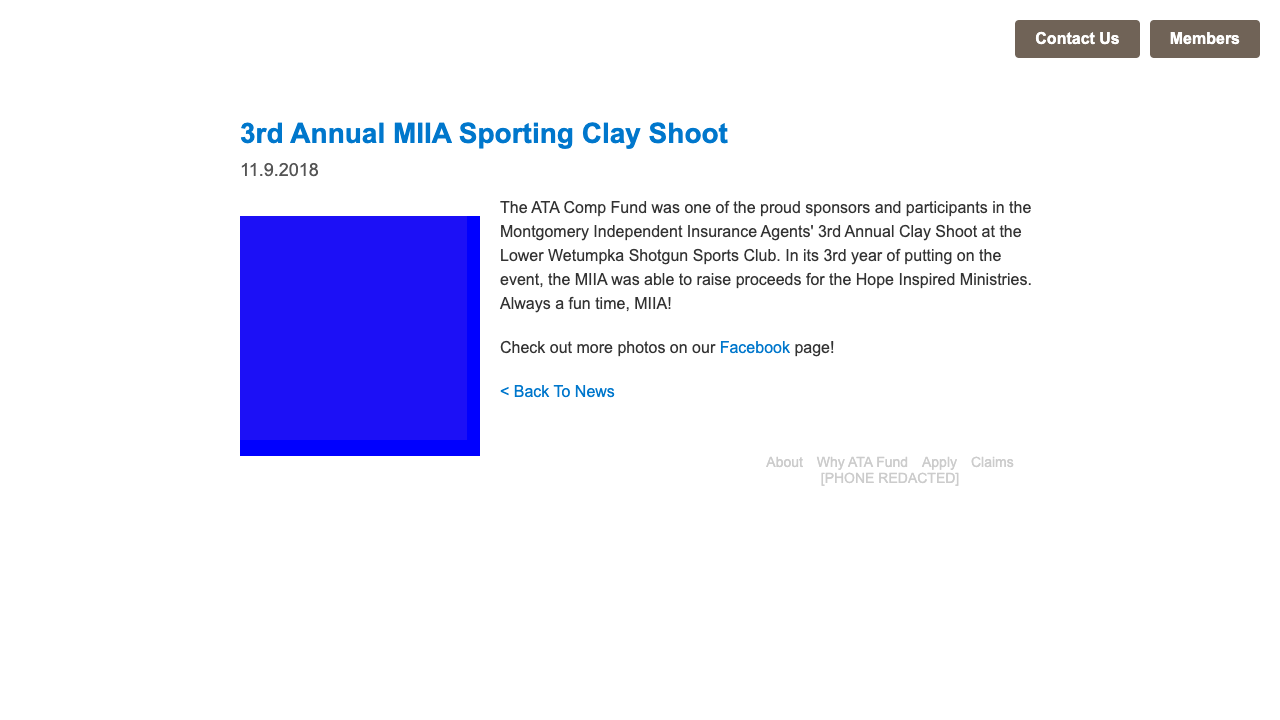 Contact Us Members
3rd Annual MIIA Sporting Clay Shoot
11.9.2018
The ATA Comp Fund was one of the proud sponsors and participants in the
Montgomery Independent Insurance Agents' 3rd Annual Clay Shoot at the
Lower Wetumpka Shotgun Sports Club. In its 3rd year of putting on the
event, the MIIA was able to raise proceeds for the Hope Inspired Ministries.
Always a fun time, MIIA!
Check out more photos on our Facebook page!
< Back To News
About Why ATA Fund Apply Claims
[PHONE REDACTED]